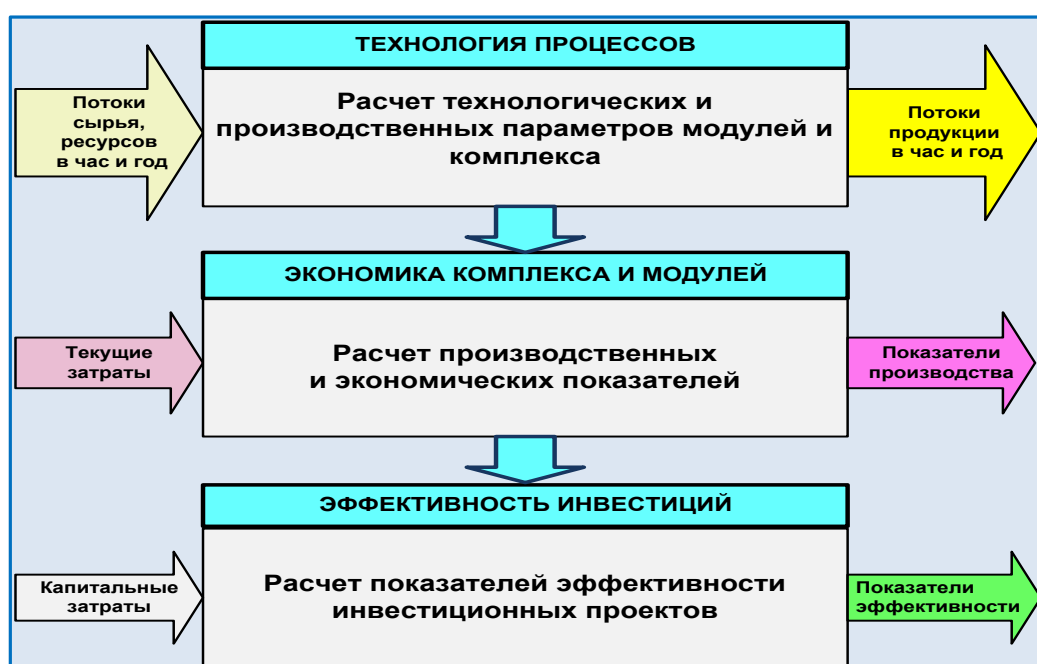 ТЕХНОЛОГИЯ ПРОЦЕССОВ
Потоки
сырья,
ресурсов
в час и год
Расчет технологических и
производственных параметров модулей и
комплекса
Потоки
продукции
в час и год
ЭКОНОМИКА КОМПЛЕКСА И МОДУЛЕЙ
Текущие
затраты
Расчет производственных
и экономических показателей
Показатели
производства
ЭФФЕКТИВНОСТЬ ИНВЕСТИЦИЙ
Капитальные
затраты
Расчет показателей эффективности
инвестиционных проектов
Показатели
эффективности